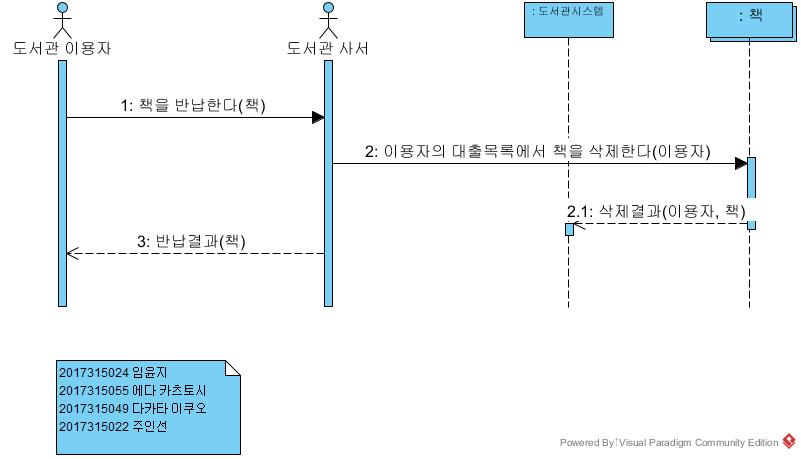 도서관 이용자
도서관 사서
: 도서관시스템
: 책
1: 책을 반납한다(책)
2: 이용자의 대출목록에서 책을 삭제한다(이용자)
2.1: 삭제결과(이용자, 책)
3: 반납결과(책)
2017315024 임윤지
2017315055 에다 카츠토시
2017315049 다카타 이쿠오
2017315022 주인선
Powered By Visual Paradigm Community Edition